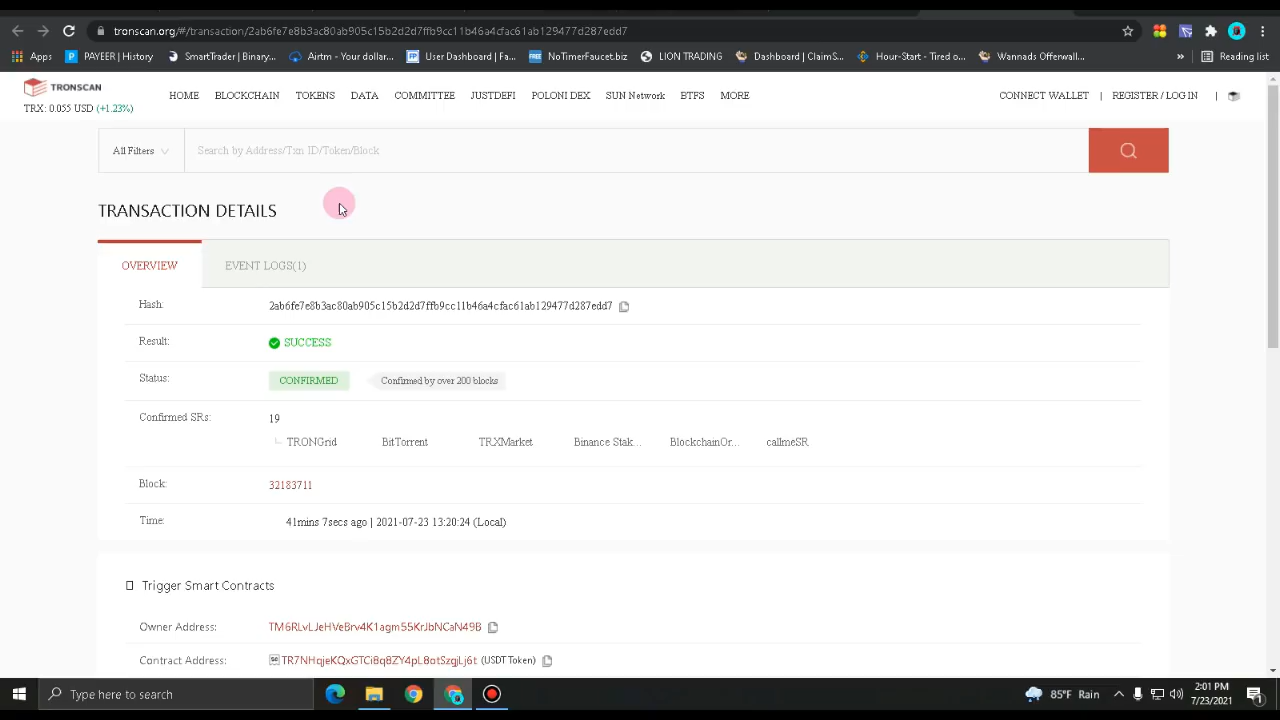 tronscan.org/#/transaction/2ab6fe7e8b3ac80ab905c15b2d2d7ffb9cc11b46a4cfac61ab129477d287edd7
Apps PAYEER | History SmartTrader | Binary... Airtm - Your dollar... User Dashboard | Fa... NoTimerFaucet.biz LION TRADING Dashboard | ClaimS... Hour-Start - Tired o... Wannads Offerwall... » Reading list
TRONSCAN
TRX: 0.055 USD (+1.23%)
HOME BLOCKCHAIN TOKENS DATA COMMITTEE JUSTDEFI POLONI DEX SUN Network BTFS MORE CONNECT WALLET | REGISTER / LOG IN |
All Filters Search by Address/Txn ID/Token/Block
TRANSACTION DETAILS
OVERVIEW EVENT LOGS(1)
Hash: 2ab6fe7e8b3ac80ab905c15b2d2d7ffb9cc11b46a4cfac61ab129477d287edd7
Result: SUCCESS
Status: CONFIRMED Confirmed by over 200 blocks
Confirmed SRs: 19
TRONGrid BitTorrent TRXMarket Binance Stak... BlockchainOr... callmeSR
Block: 32183711
Time: 41mins 7secs ago | 2021-07-23 13:20:24 (Local)
Trigger Smart Contracts
Owner Address: TM6RLvLJeHVeBrv4K1agm55KrJbNCaN49B
Contract Address: TR7NHqjeKQxGTCi8q8ZY4pL8otSzgjLj6t (USDT Token)
Type here to search 85°F Rain 2:01 PM
7/23/2021